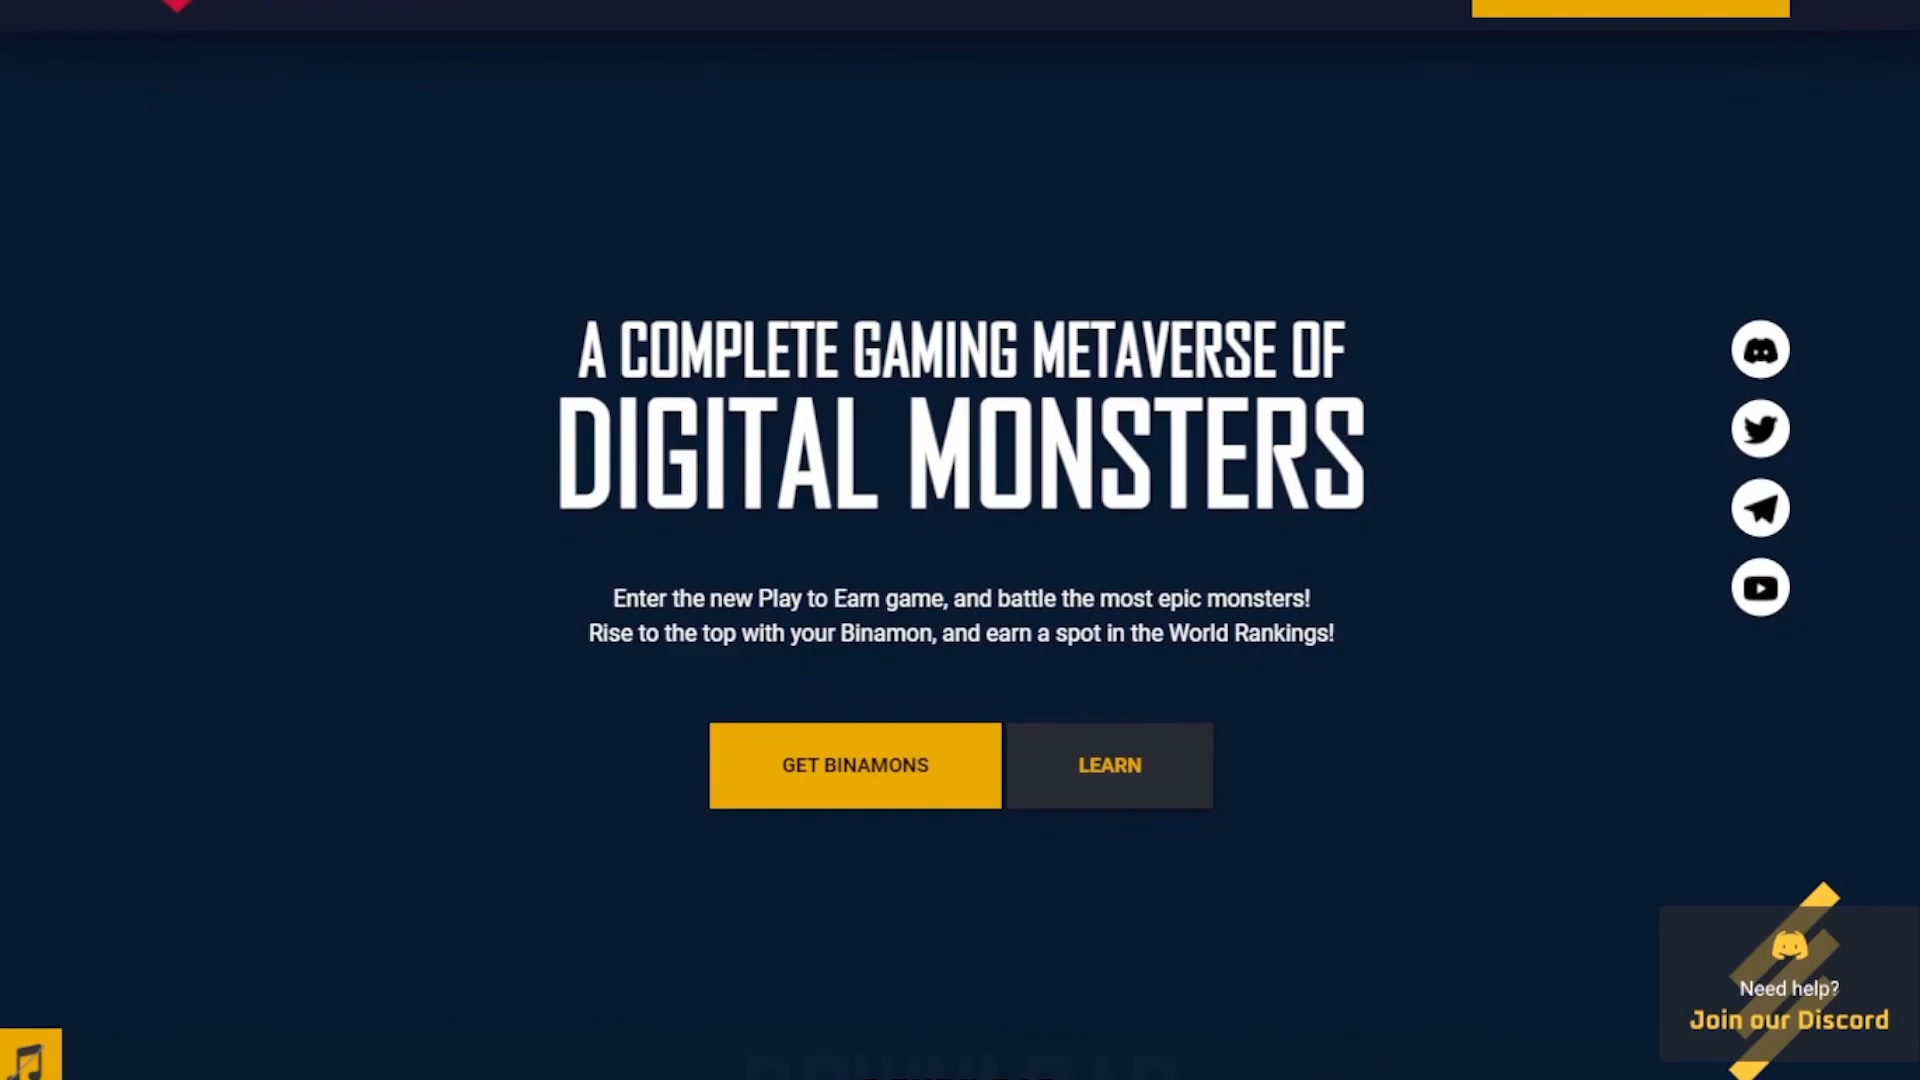 A COMPLETE GAMING METAVERSE OF
DIGITAL MONSTERS
Enter the new Play to Earn game, and battle the most epic monsters!
Rise to the top with your Binamon, and earn a spot in the World Rankings!
GET BINAMONS
LEARN
Need help?
Join our Discord